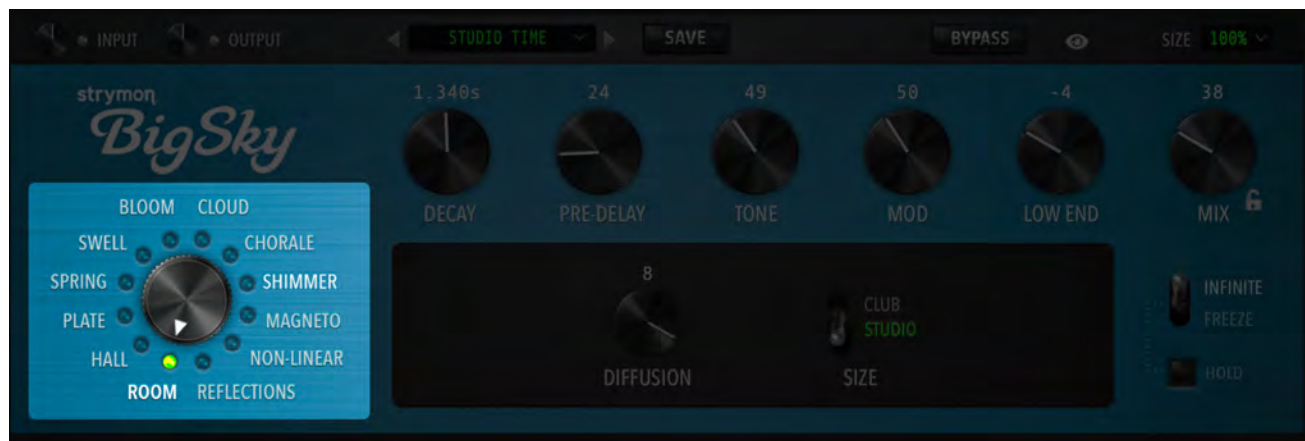 INPUT OUTPUT STUDIO TIME SAVE BYPASS SIZE 100%
strymon
BigSky
1.340s 24 49 50 -4 38
DECAY PRE-DELAY TONE MOD LOW END MIX
BLOOM CLOUD
SWELL CHORALE
SPRING SHIMMER
PLATE MAGNETO
HALL NON-LINEAR
ROOM REFLECTIONS
8
DIFFUSION
CLUB
STUDIO
SIZE
INFINITE
FREEZE
HOLD